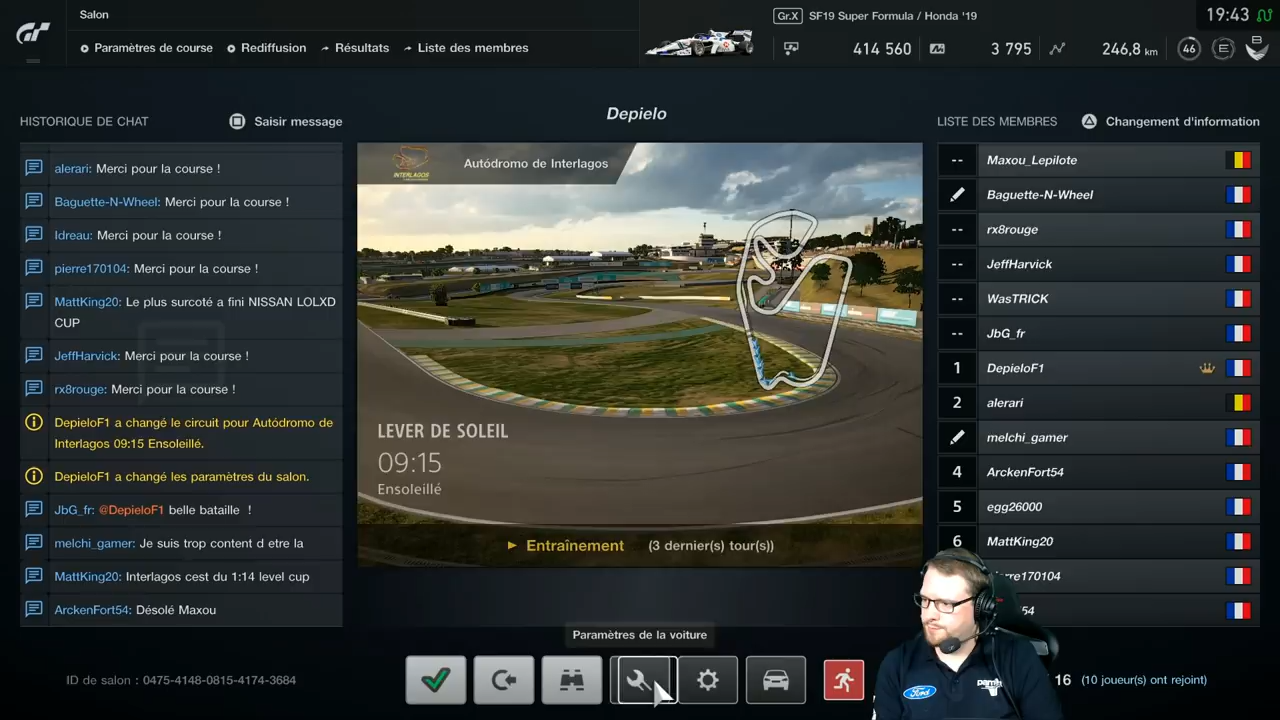 Salon
Gr.X SF19 Super Formula / Honda '19
19:43
Paramètres de course Rediffusion Résultats Liste des membres
414 560 3 795 246,8 km 46 E B
HISTORIQUE DE CHAT Saisir message
Depielo
LISTE DES MEMBRES Changement d'information
alerari: Merci pour la course !
Baguette-N-Wheel: Merci pour la course !
Idreau: Merci pour la course !
pierre170104: Merci pour la course !
MattKing20: Le plus surcoté a fini NISSAN LOLXD
CUP
JeffHarvick: Merci pour la course !
rx8rouge: Merci pour la course !
DepieloF1 a changé le circuit pour Autódromo de
Interlagos 09:15 Ensoleillé.
DepieloF1 a changé les paramètres du salon.
JbG_fr: @DepieloF1 belle bataille !
melchi_gamer: Je suis trop content d etre la
MattKing20: Interlagos cest du 1:14 level cup
ArckenFort54: Désolé Maxou
INTERLAGOS
Autódromo de Interlagos
LEVER DE SOLEIL
09:15
Ensoleillé
Entraînement (3 dernier(s) tour(s))
-- Maxou_Lepilote
Baguette-N-Wheel
-- rx8rouge
-- JeffHarvick
-- WasTRICK
-- JbG_fr
1 DepieloF1
2 alerari
melchi_gamer
4 ArckenFort54
5 egg26000
6 MattKing20
erre170104
54
Paramètres de la voiture
ID de salon : 0475-4148-0815-4174-3684
16 (10 joueur(s) ont rejoint)
Ford